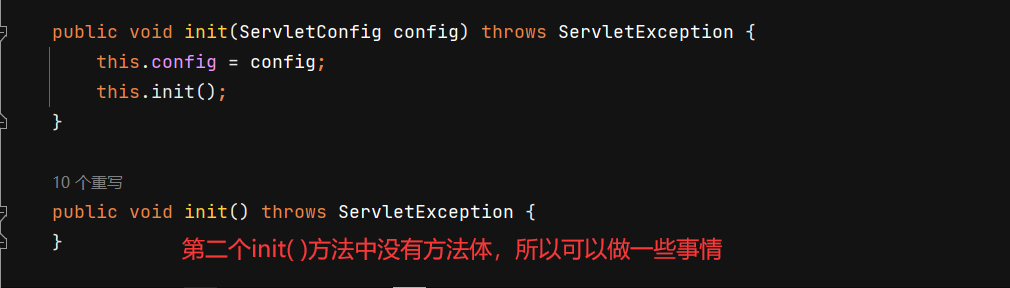 public void init(ServletConfig config) throws ServletException {
    this.config = config;
    this.init();
}
10 个重写
public void init() throws ServletException {
}
第二个init( )方法中没有方法体，所以可以做一些事情